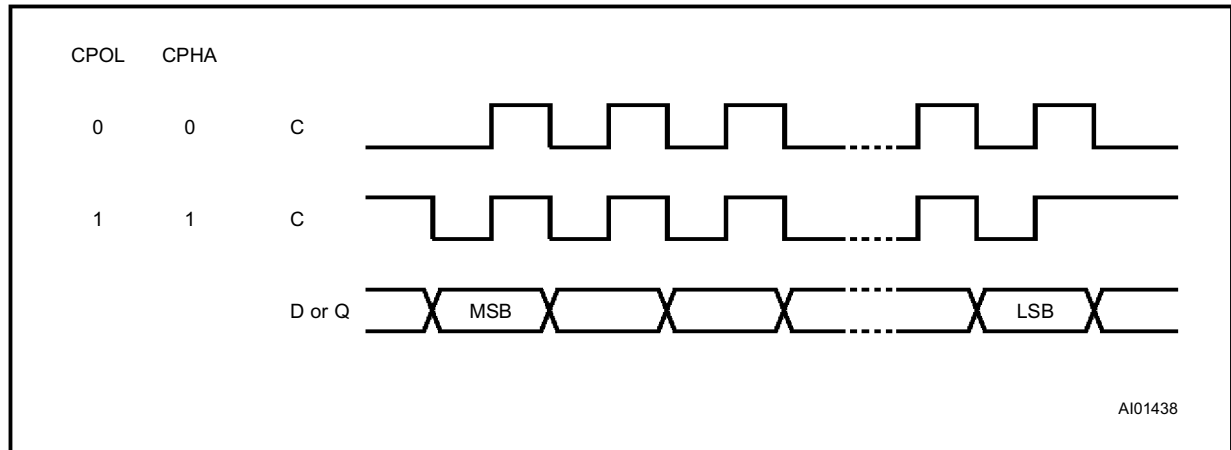 CPOL CPHA
0 0 C
1 1 C
D or Q MSB LSB
AI01438